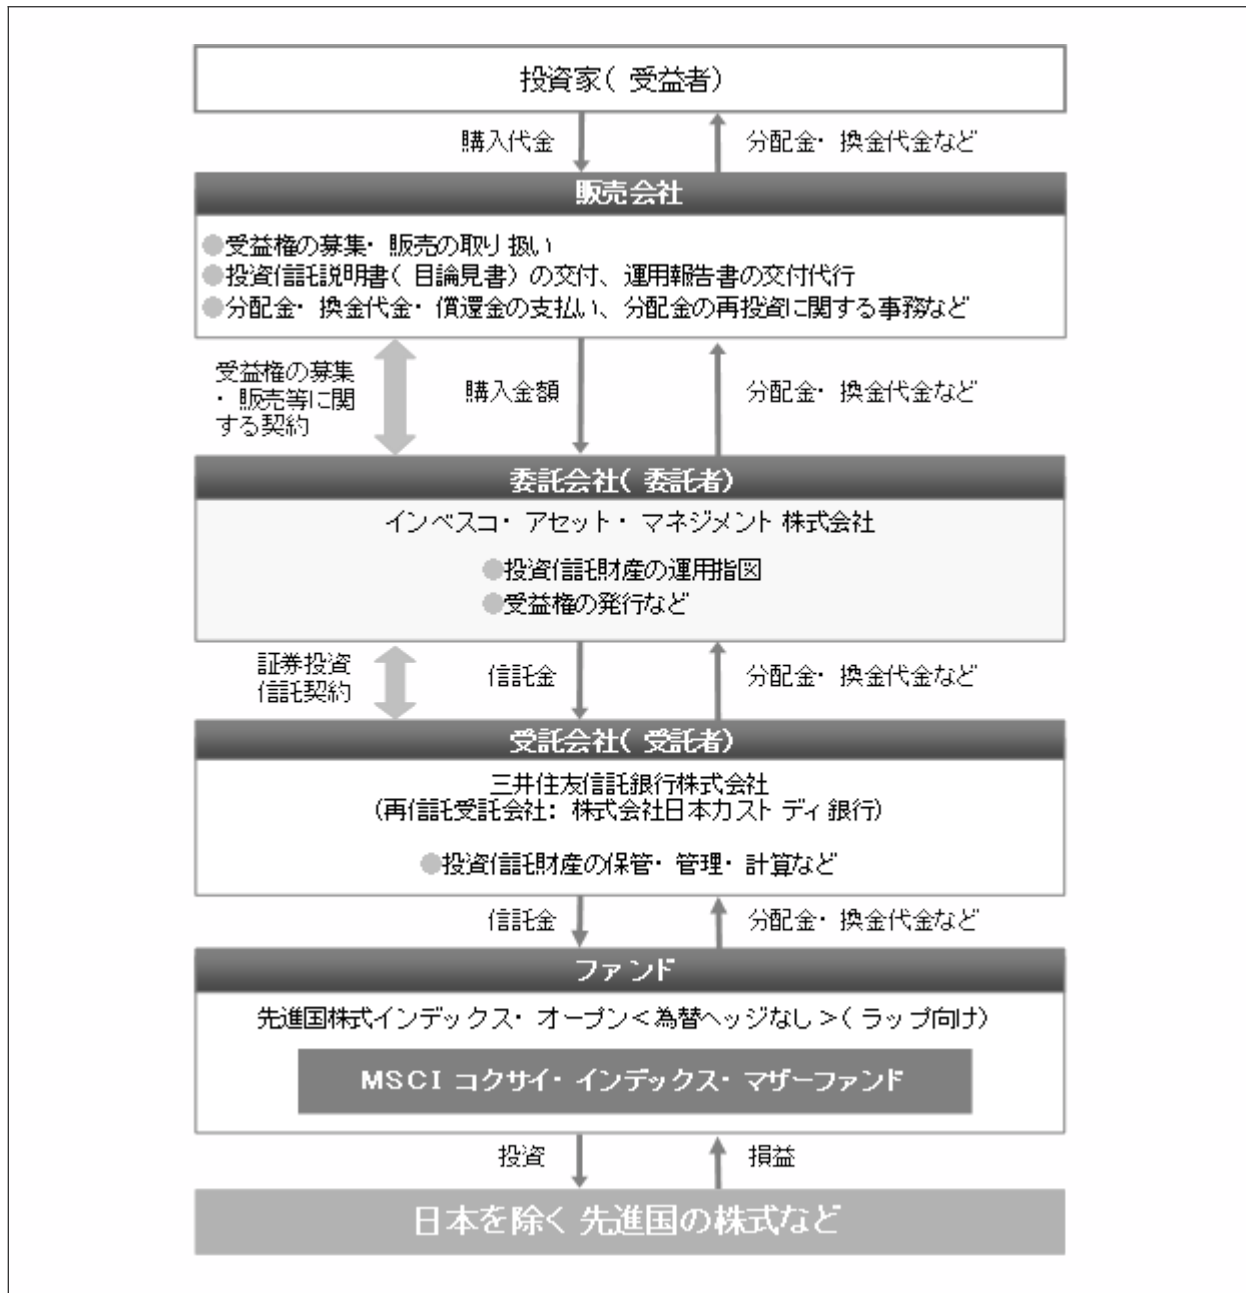 投資家(受益者)
購入代金
分配金・換金代金など
販売会社
●受益権の募集・販売の取り扱い
●投資信託説明書(目論見書)の交付、運用報告書の交付代行
●分配金・換金代金・償還金の支払い、分配金の再投資に関する事務など
受益権の募集
・販売等に関
する契約
購入金額
分配金・換金代金など
委託会社(委託者)
インベスコ・アセット・マネジメント株式会社
●投資信託財産の運用指図
●受益権の発行など
証券投資
信託契約
信託金
分配金・換金代金など
受託会社(受託者)
三井住友信託銀行株式会社
(再信託受託会社:株式会社日本カストディ銀行)
●投資信託財産の保管・管理・計算など
信託金
分配金・換金代金など
ファンド
先進国株式インデックス・オープン<為替ヘッジなし>(ラップ向け)
MSCI コクサイ・インデックス・マザーファンド
投資
損益
日本を除く先進国の株式など